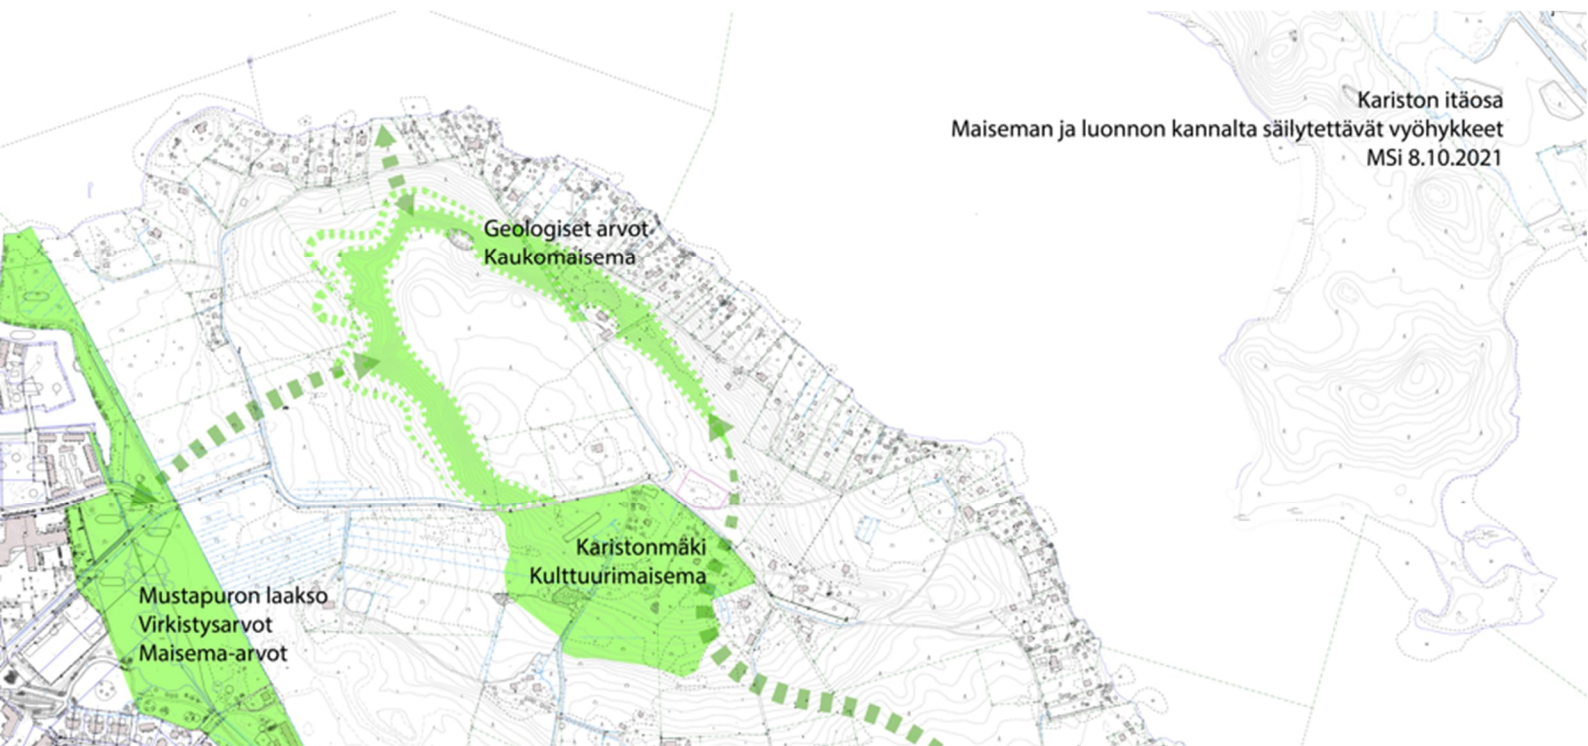 Kariston itäosa
Maiseman ja luonnon kannalta säilytettävät vyöhykkeet
MSi 8.10.2021
Geologiset arvot
Kaukomaisema
Karistonmäki
Kulttuurimaisema
Mustapuron laakso
Virkistysarvot
Maisema-arvot